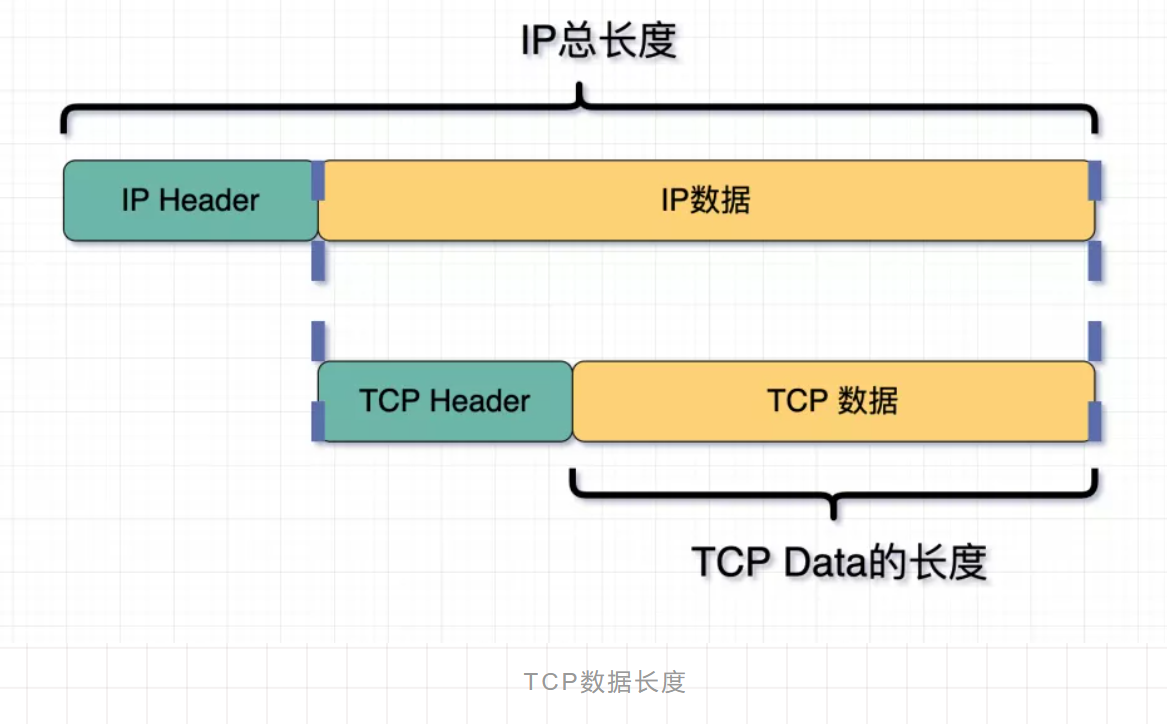 IP总长度
IP Header
IP数据
TCP Header
TCP 数据
TCP Data的长度
TCP数据长度